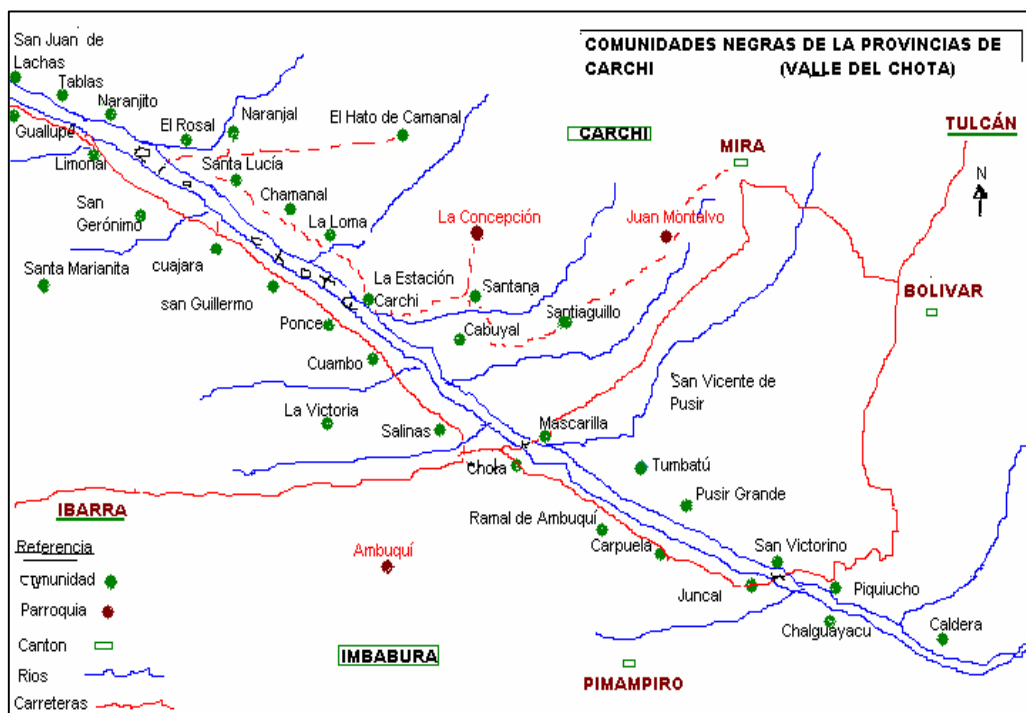 COMUNIDADES NEGRAS DE LA PROVINCIAS DE
CARCHI (VALLE DEL CHOTA)
San Juan de
Lachas
Tablas
Naranjito
Guallupe
El Rosal
Naranjal
El Hato de Camanal
CARCHI
TULCÁN
MIRA
N
Limonal
Santa Lucía
Chamanal
San
Gerónimo
La Loma
La Concepción
Juan Montalvo
Santa Marianita
cuajara
La Estación
Carchi
Santana
BOLIVAR
san Guillermo
Santiaguillo
Ponce
Cabuyal
Cuambo
San Vicente de
Pusir
La Victoria
Salinas
Mascarilla
Chota
Tumbatú
Pusir Grande
IBARRA
Ramal de Ambuquí
Referencia
Ambuquí
Carpuela
San Victorino
comunidad
Juncal
Piquiucho
Parroquia
Chalguayacu
Caldera
Canton
IMBABURA
Rios
PIMAMPIRO
Carreteras